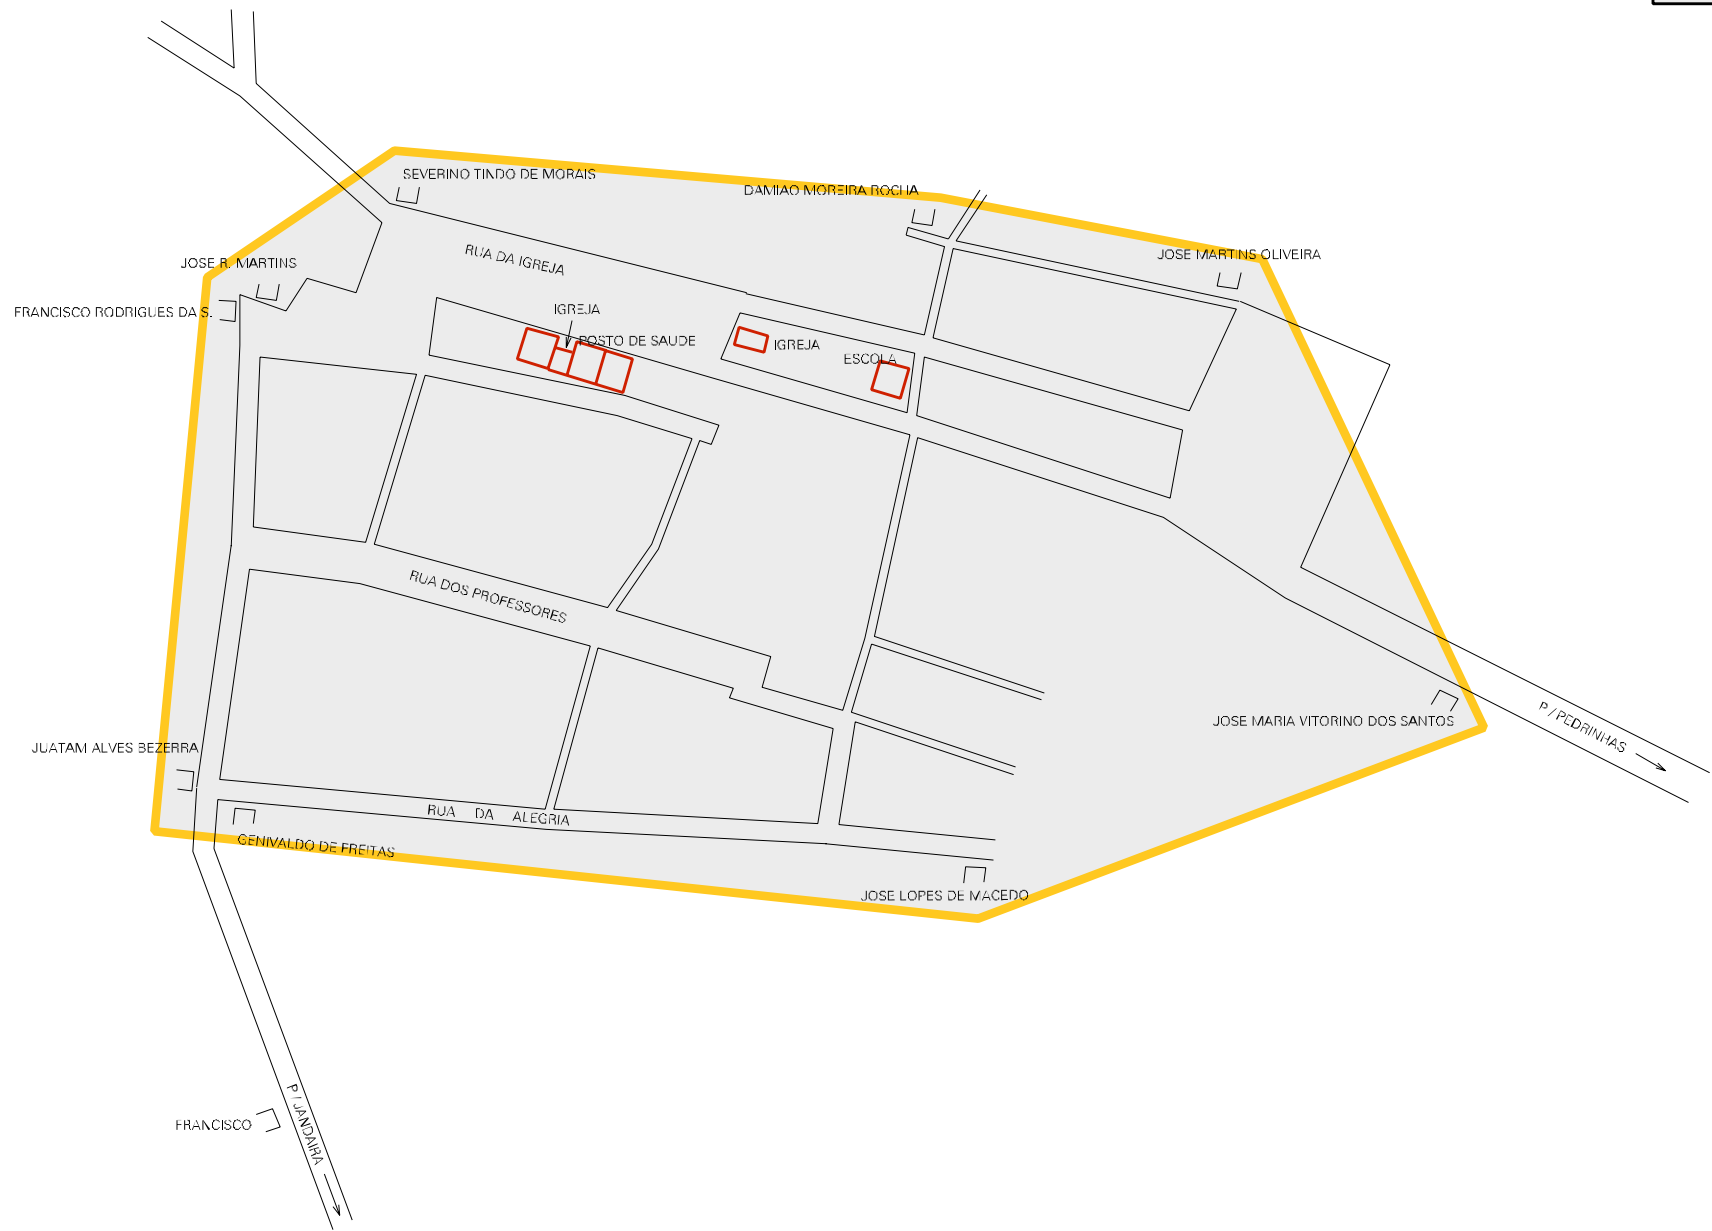 SEVERINO TINDO DE MORAIS
DAMIAO MOREIRA ROCHA
RUA DA IGREJA
JOSE R. MARTINS
JOSE MARTINS OLIVEIRA
FRANCISCO RODRIGUES DA S.
IGREJA
POSTO DE SAUDE
IGREJA
ESCOLA
RUA DOS PROFESSORES
JOSE MARIA VITORINO DOS SANTOS
P / PEDRINHAS
JUATAM ALVES BEZERRA
RUA DA ALEGRIA
GENIVALDO DE FREITAS
JOSE LOPES DE MACEDO
FRANCISCO
P / JANDAIRA